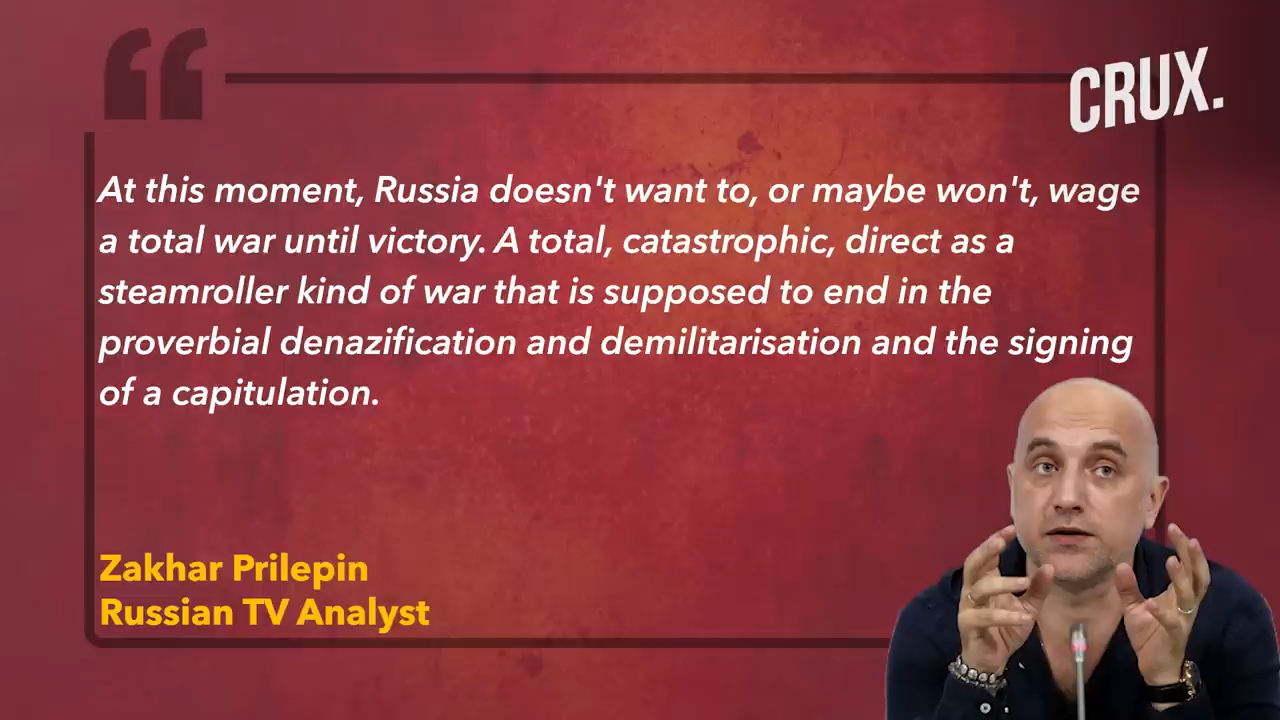 CRUX.
At this moment, Russia doesn't want to, or maybe won't, wage
a total war until victory. A total, catastrophic, direct as a
steamroller kind of war that is supposed to end in the
proverbial denazification and demilitarisation and the signing
of a capitulation.
Zakhar Prilepin
Russian TV Analyst